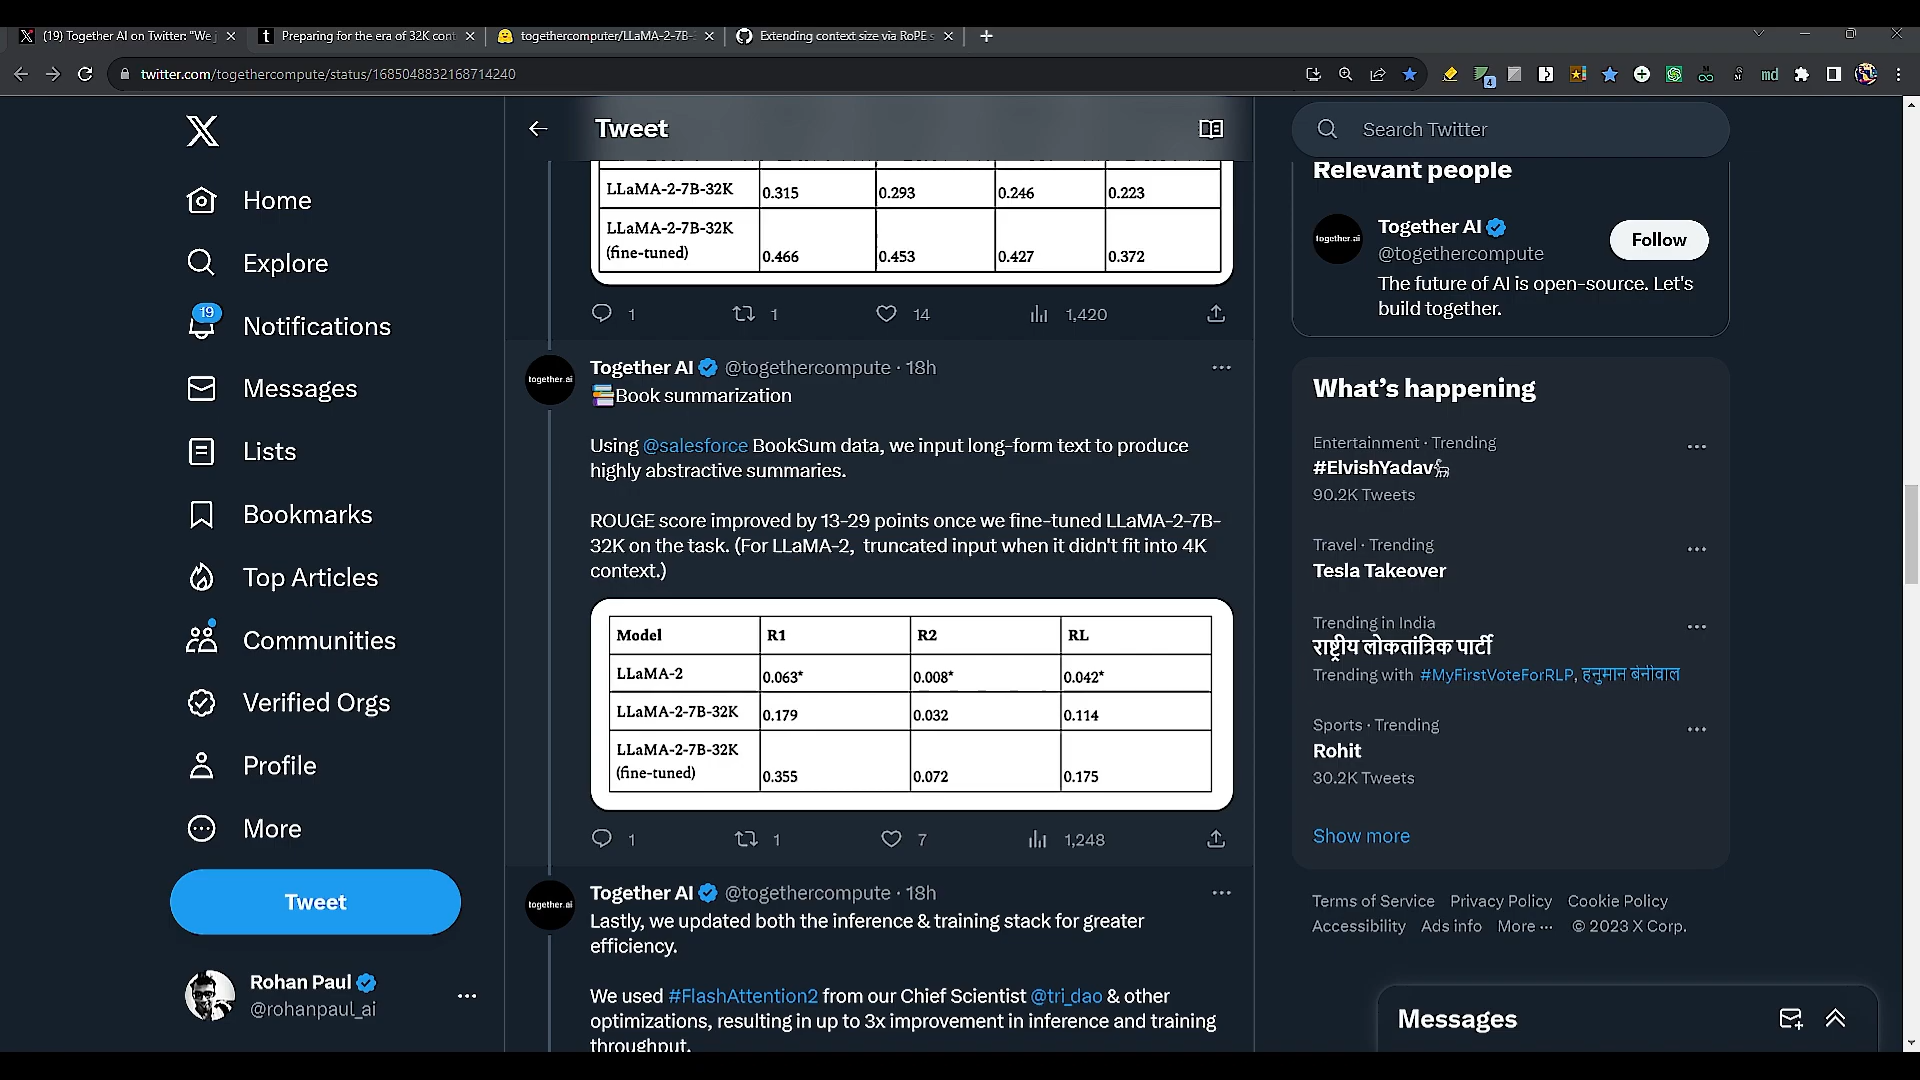 (19) Together AI on Twitter: "We j
Preparing for the era of 32K cont
togethercomputer/LLaMA-2-7B-
Extending context size via RoPE s
twitter.com/togethercompute/status/1685048832168714240
4
md
Home
Explore
19
Notifications
Messages
Lists
Bookmarks
Top Articles
Communities
Verified Orgs
Profile
More
Tweet
Rohan Paul
@rohanpaul_ai
Tweet
LLaMA-2-7B-32K 0.315 0.293 0.246 0.223
LLaMA-2-7B-32K
(fine-tuned) 0.466 0.453 0.427 0.372
1 1 14 1,420
together.ai
Together AI @togethercompute · 18h
📚Book summarization
Using @salesforce BookSum data, we input long-form text to produce
highly abstractive summaries.
ROUGE score improved by 13-29 points once we fine-tuned LLaMA-2-7B-
32K on the task. (For LLaMA-2,  truncated input when it didn't fit into 4K
context.)
Model R1 R2 RL
LLaMA-2 0.063* 0.008* 0.042*
LLaMA-2-7B-32K 0.179 0.032 0.114
LLaMA-2-7B-32K
(fine-tuned) 0.355 0.072 0.175
1 1 7 1,248
together.ai
Together AI @togethercompute · 18h
Lastly, we updated both the inference & training stack for greater
efficiency.
We used #FlashAttention2 from our Chief Scientist @tri_dao & other
optimizations, resulting in up to 3x improvement in inference and training
throughput.
Search Twitter
Relevant people
together.ai
Together AI
@togethercompute
Follow
The future of AI is open-source. Let's
build together.
What's happening
Entertainment · Trending
#ElvishYadav
90.2K Tweets
Travel · Trending
Tesla Takeover
Trending in India
राष्ट्रीय लोकतांत्रिक पार्टी
Trending with #MyFirstVoteForRLP, हनुमान बेनीवाल
Sports · Trending
Rohit
30.2K Tweets
Show more
Terms of Service Privacy Policy Cookie Policy
Accessibility Ads info More ··· © 2023 X Corp.
Messages